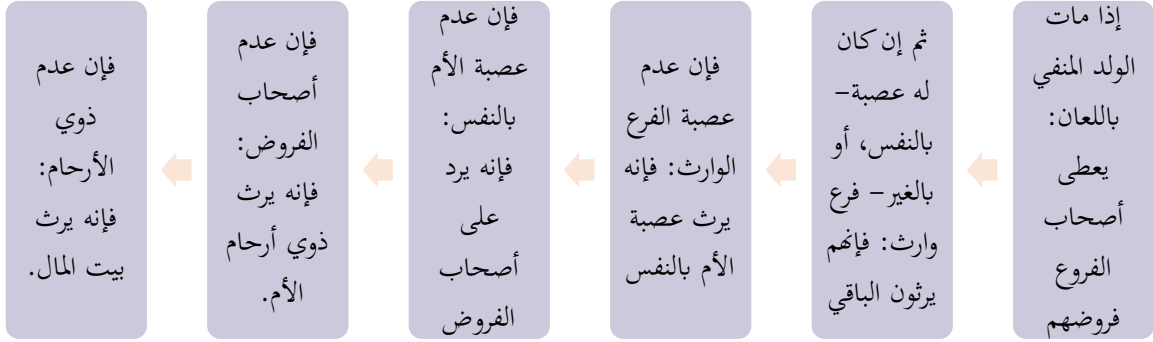 إذا مات
الولد المنفي
باللعان:
يعطى
أصحاب
الفروع
فروضهم
ثم إن كان
له عصبة–
بالنفس، أو
بالغير– فرع
وارث: فإنهم
يرثون الباقي
فإن عدم
عصبة الفرع
الوارث: فإنه
يرث عصبة
الأم بالنفس
فإن عدم
عصبة الأم
بالنفس:
فإنه يرد
على
أصحاب
الفروض
فإن عدم
أصحاب
الفروض:
فإنه يرث
ذوي أرحام
الأم.
فإن عدم
ذوي
الأرحام:
فإنه يرث
بيت المال.